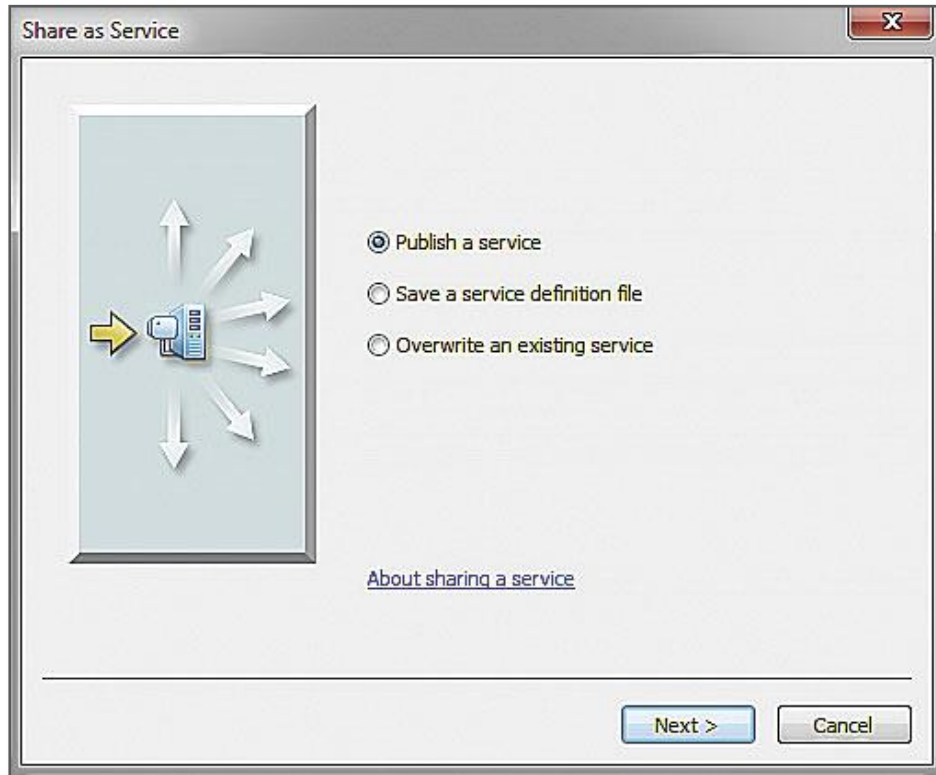 Share as Service
Publish a service
Save a service definition file
Overwrite an existing service
About sharing a service
Next >
Cancel